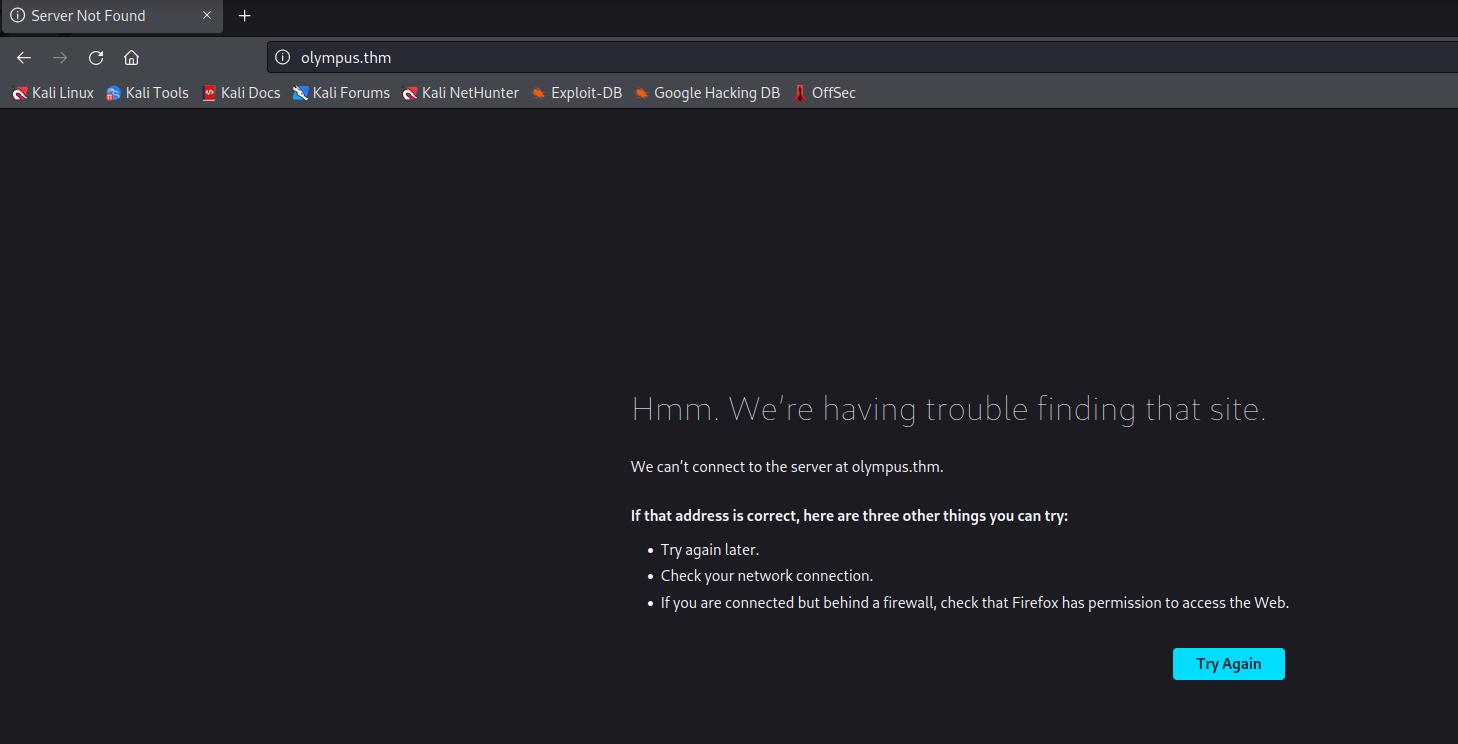 Server Not Found
olympus.thm
Kali Linux Kali Tools Kali Docs Kali Forums Kali NetHunter Exploit-DB Google Hacking DB OffSec
Hmm. We’re having trouble finding that site.
We can’t connect to the server at olympus.thm.
If that address is correct, here are three other things you can try:
• Try again later.
• Check your network connection.
• If you are connected but behind a firewall, check that Firefox has permission to access the Web.
Try Again